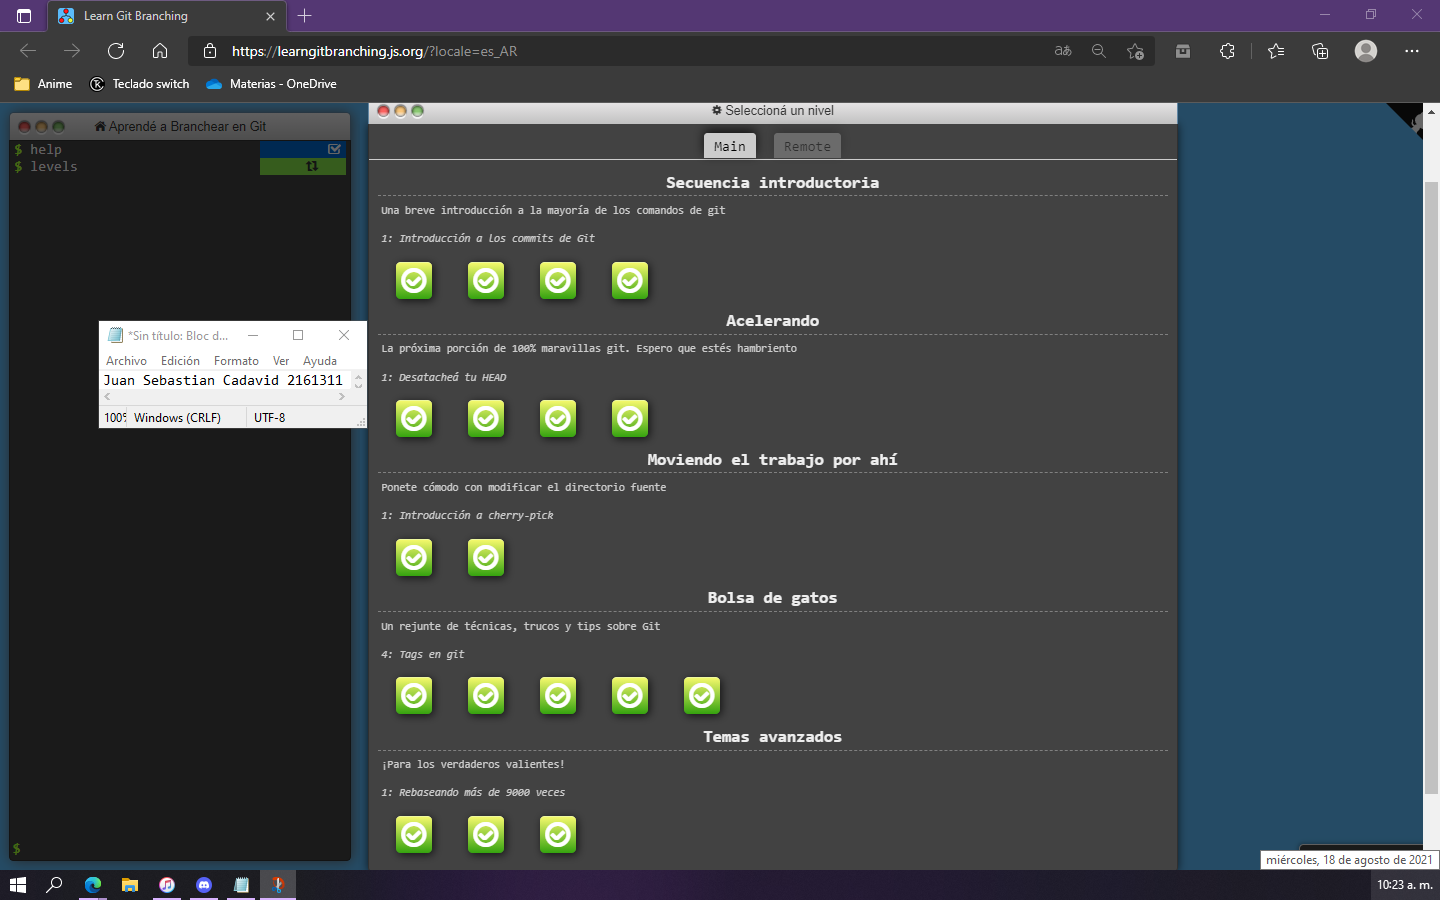 Learn Git Branching
https://learngitbranching.js.org/?locale=es_AR
Anime
Teclado switch
Materias - OneDrive
Aprendé a Branchear en Git
$ help
$ levels
$
*Sin título: Bloc d...
Archivo Edición Formato Ver Ayuda
Juan Sebastian Cadavid 2161311
100% Windows (CRLF) UTF-8
Seleccioná un nivel
Main Remote
Secuencia introductoria
Una breve introducción a la mayoría de los comandos de git
1: Introducción a los commits de Git
Acelerando
La próxima porción de 100% maravillas git. Espero que estés hambriento
1: Desatacheá tu HEAD
Moviendo el trabajo por ahí
Ponete cómodo con modificar el directorio fuente
1: Introducción a cherry-pick
Bolsa de gatos
Un rejunte de técnicas, trucos y tips sobre Git
4: Tags en git
Temas avanzados
¡Para los verdaderos valientes!
1: Rebaseando más de 9000 veces
miércoles, 18 de agosto de 2021
10:23 a. m.